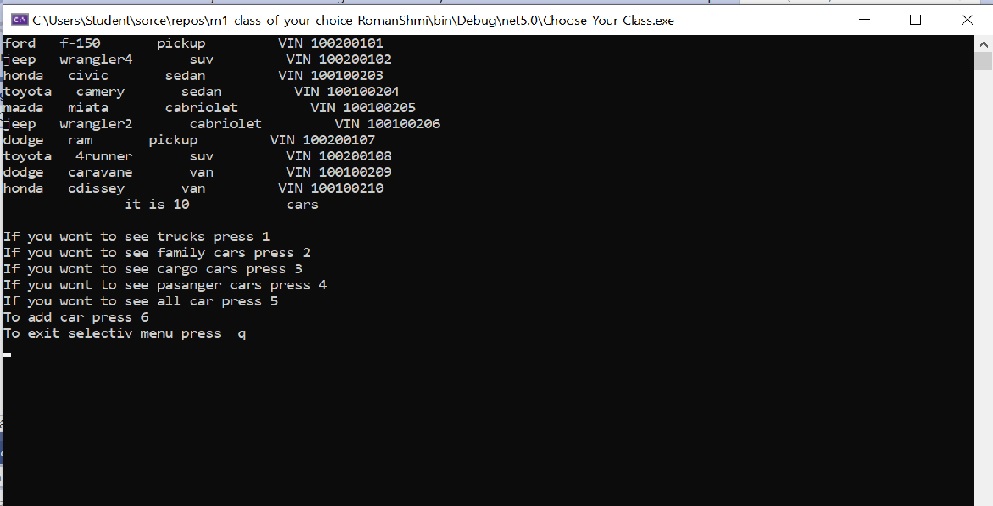 C:\Users\Student\sorce\repos\m1-class-of-your-choice-RomanShmi\bin\Debug\net5.0\Choose Your Class.exe
ford f-150 pickup VIN 100200101
jeep wrangler4 suv VIN 100200102
honda civic sedan VIN 100100203
toyota camery sedan VIN 100100204
mazda miata cabriolet VIN 100100205
jeep wrangler2 cabriolet VIN 100100206
dodge ram pickup VIN 100200107
toyota 4runner suv VIN 100200108
dodge caravane van VIN 100100209
honda odissey van VIN 100100210
it is 10 cars
If you wont to see trucks press 1
If you wont to see family cars press 2
If you wont to see cargo cars press 3
If you wont to see pasanger cars press 4
If you wont to see all car press 5
To add car press 6
To exit selectiv menu press q